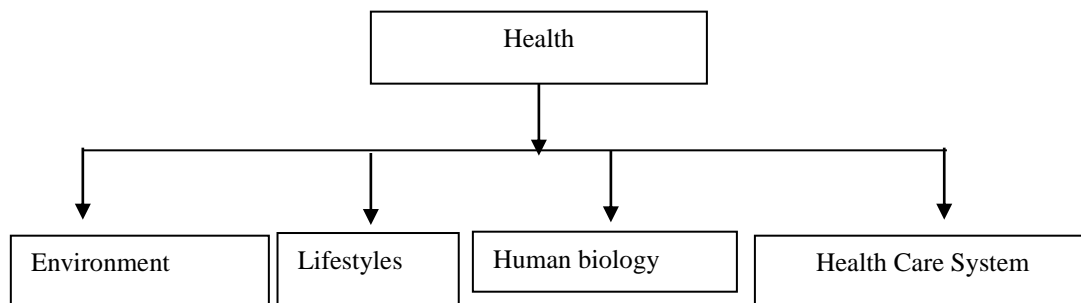 Health
Environment
Lifestyles
Human biology
Health Care System